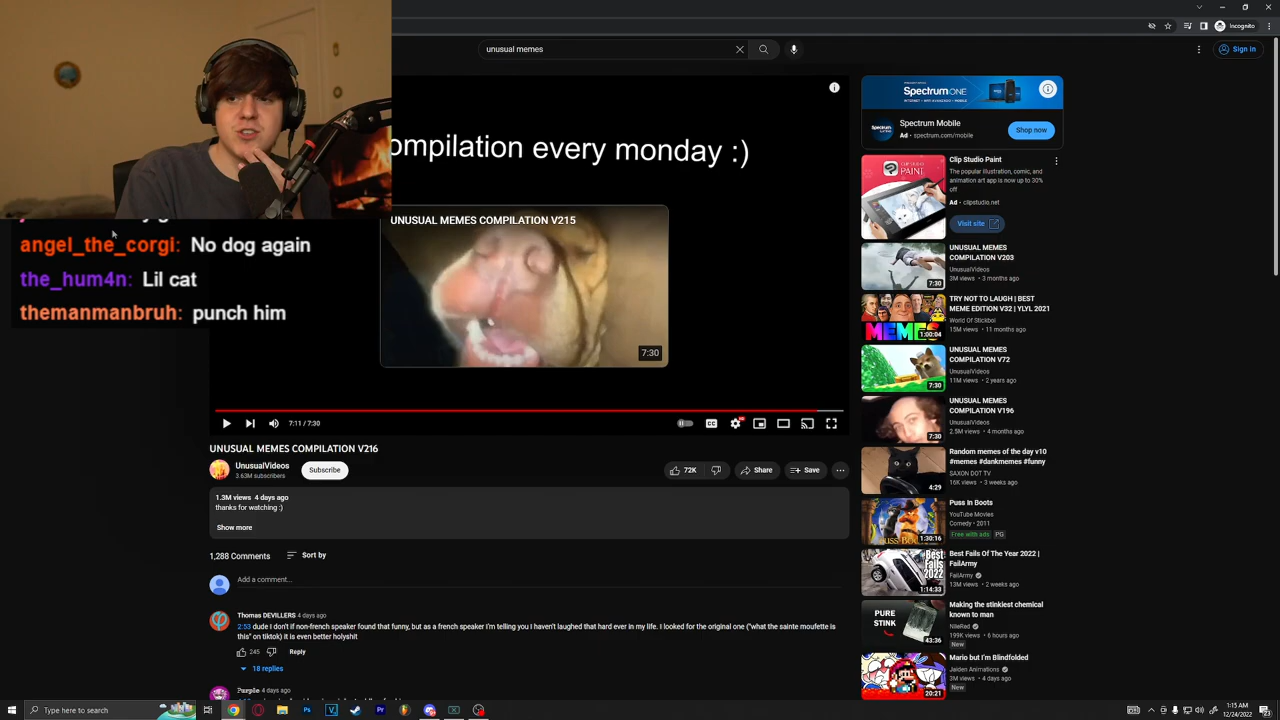 Incognito
unusual memes
Sign in
ompilation every monday :)
UNUSUAL MEMES COMPILATION V215
7:30
angel_the_corgi: No dog again
the_hum4n: Lil cat
themanmanbruh: punch him
7:11 / 7:30
UNUSUAL MEMES COMPILATION V216
UnusualVideos
3.63M subscribers
Subscribe
72K
Share
Save
1.3M views 4 days ago
thanks for watching :)
Show more
1,288 Comments
Sort by
Add a comment...
Thomas DEVILLERS 4 days ago
2:53 dude I don't if non-french speaker found that funny, but as a french speaker i'm telling you I haven't laughed that hard ever in my life. I looked for the original one ("what the sainte moufette is
this" on tiktok) it is even better holyshit
245
Reply
18 replies
Purple 4 days ago
Spectrum ONE
Spectrum Mobile
Ad • spectrum.com/mobile
Shop now
CLIP STUDIO
PAINT
Clip Studio Paint
The popular illustration, comic, and
animation art app is now up to 30%
off
Ad • clipstudio.net
Visit site
UNUSUAL MEMES
COMPILATION V203
UnusualVideos
3M views • 3 months ago
7:30
TRY NOT TO LAUGH | BEST
MEME EDITION V32 | YLYL 2021
World Of Stickboi
15M views • 11 months ago
MEMES
1:00:04
UNUSUAL MEMES
COMPILATION V72
UnusualVideos
11M views • 2 years ago
7:30
UNUSUAL MEMES
COMPILATION V196
UnusualVideos
2.5M views • 4 months ago
7:30
Random memes of the day v10
#memes #dankmemes #funny
SAXON DOT TV
16K views • 3 weeks ago
4:29
Puss In Boots
YouTube Movies
Comedy • 2011
Free with ads PG
1:30:16
Best Fails Of The Year 2022 |
FailArmy
FailArmy
13M views • 2 weeks ago
Best
Fails
2022
1:14:33
Making the stinkiest chemical
known to man
NileRed
199K views • 6 hours ago
New
PURE
STINK
43:36
Mario but I'm Blindfolded
Jaiden Animations
3M views • 4 days ago
New
20:21
Type here to search
1:15 AM
12/24/2022